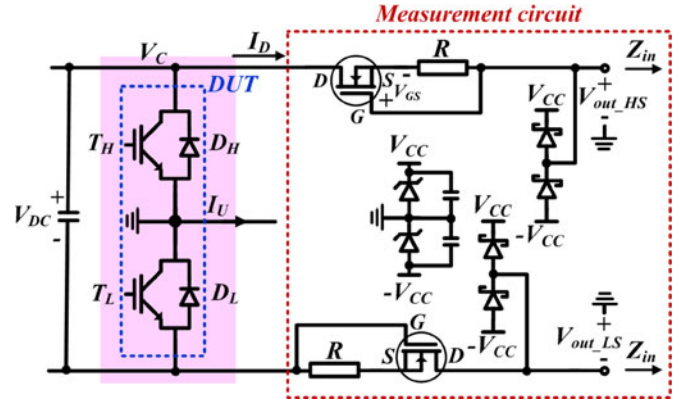 Measurement circuit
V_C
I_D
R
Z_in
D
S
-
+
V_GS
G
V_CC
+
V_out_HS
-
DUT
T_H
D_H
V_CC
V_CC
-V_CC
+
V_DC
-
I_U
T_L
D_L
-V_CC
G
-V_CC
+
V_out_LS
-
R
S
D
Z_in